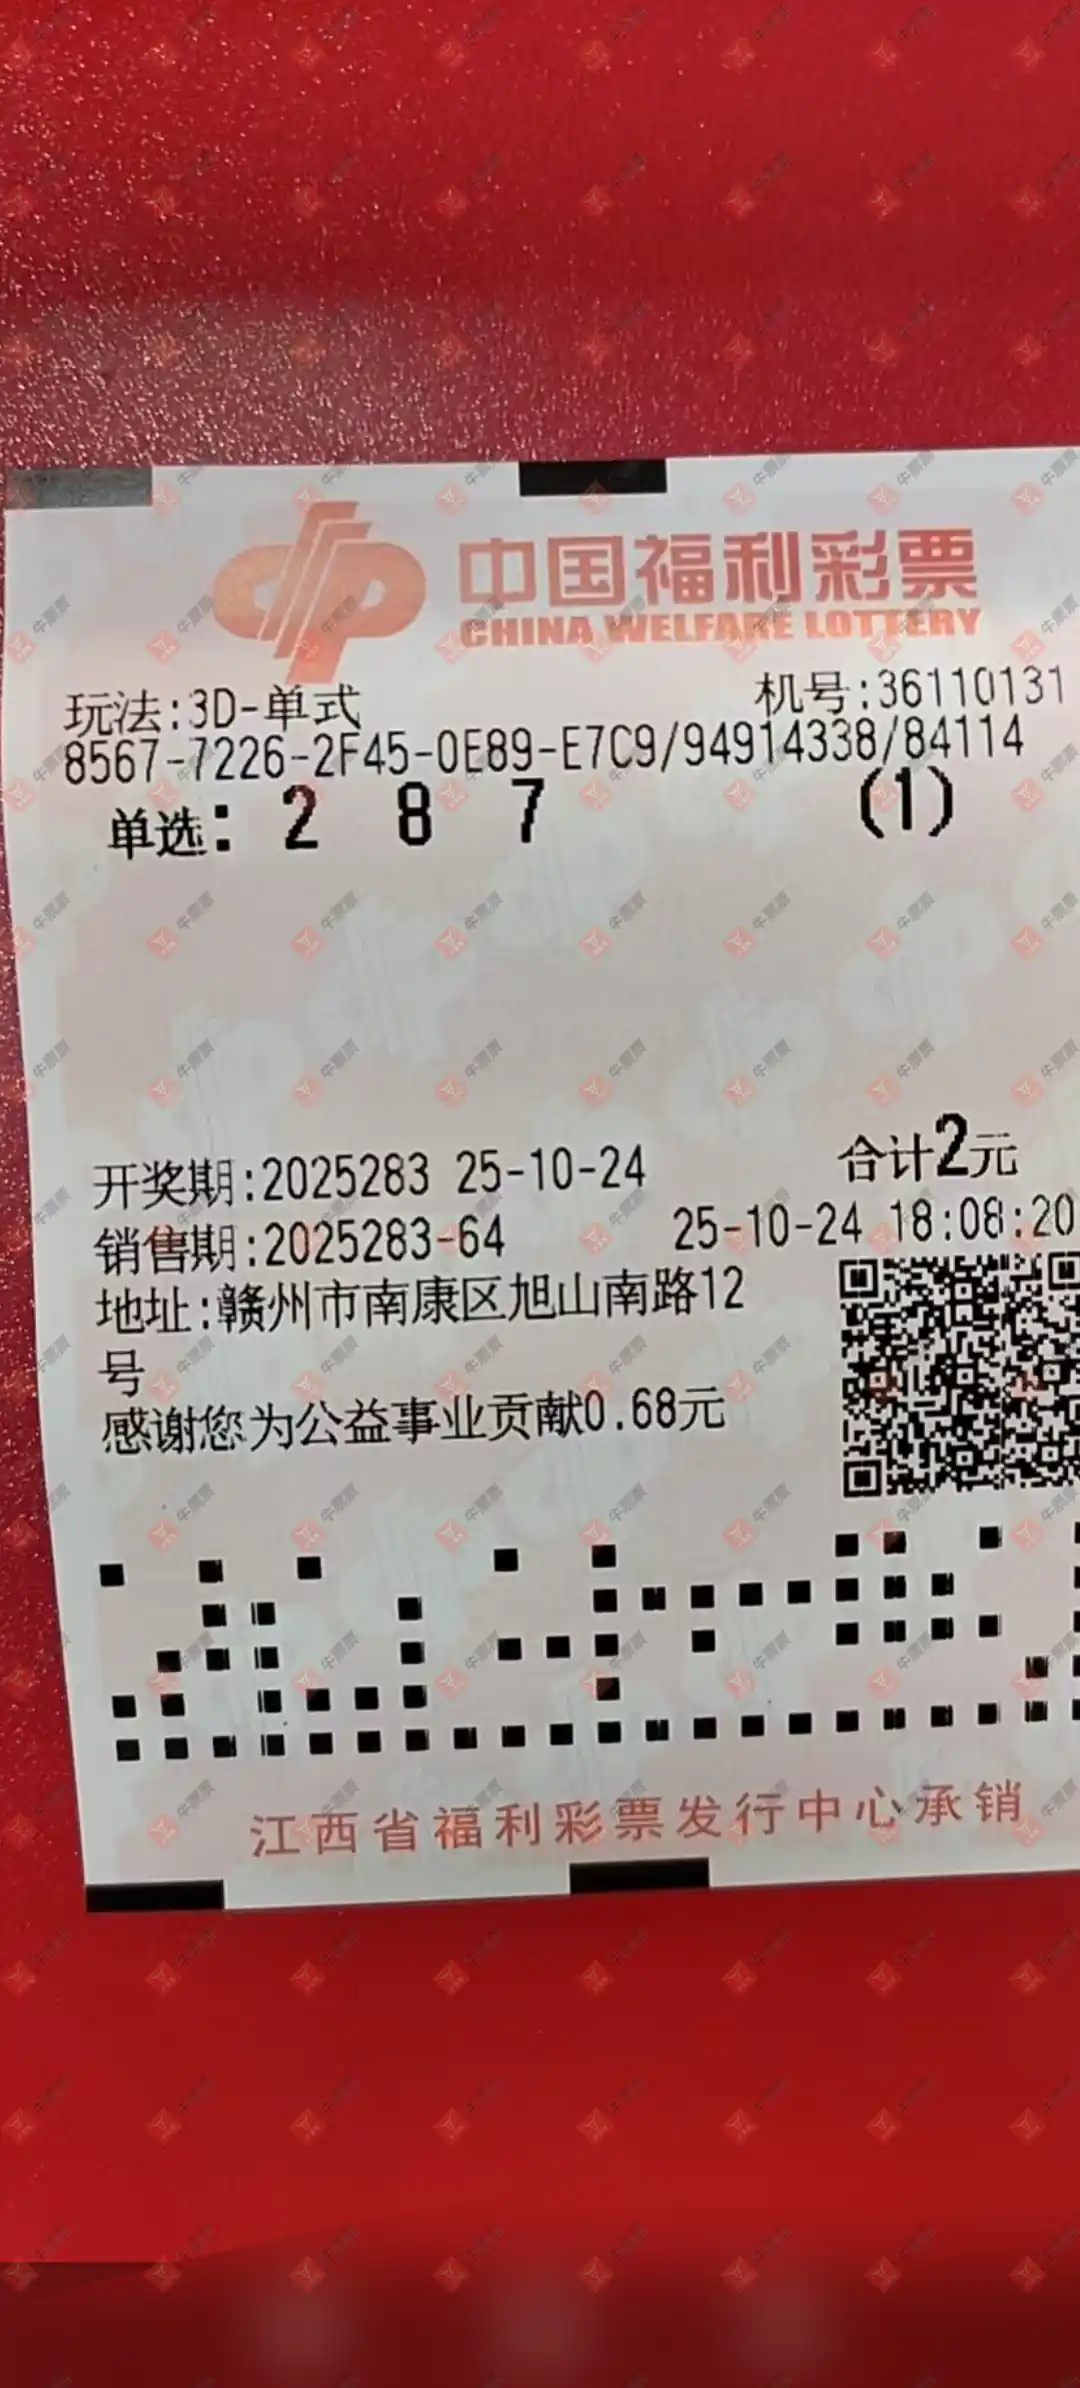 中国福利彩票
CHINA WELFARE LOTTERY
玩法:3D-单式 机号:36110131
8567-7226-2F45-0E89-E7C9/94914338/84114
单选: 2 8 7 (1)
合计2元
开奖期:2025283 25-10-24
销售期:2025283-64 25-10-24 18:08:20
地址:赣州市南康区旭山南路12
号
感谢您为公益事业贡献0.68元
江西省福利彩票发行中心承销
牛票票